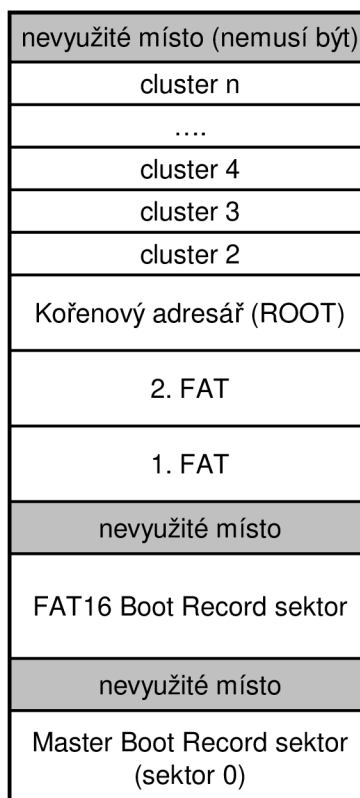 nevyužité místo (nemusí být)
cluster n
....
cluster 4
cluster 3
cluster 2
Kořenový adresář (ROOT)
2. FAT
1. FAT
nevyužité místo
FAT16 Boot Record sektor
nevyužité místo
Master Boot Record sektor
(sektor 0)